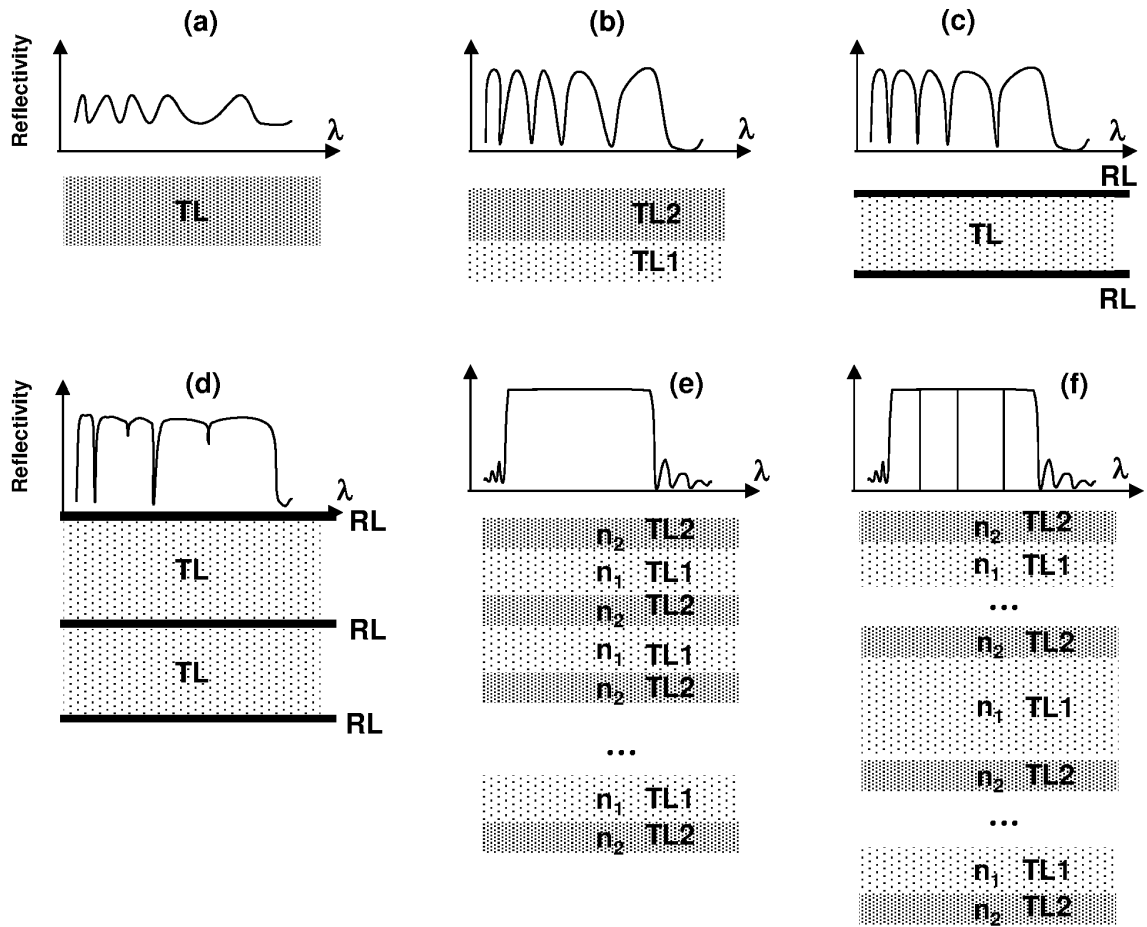 (a)
Reflectivity
λ
TL
(b)
λ
TL2
TL1
(c)
λ
RL
TL
RL
(d)
Reflectivity
λ
RL
TL
RL
TL
RL
(e)
λ
n2 TL2
n1 TL1
n2 TL2
n1 TL1
n2 TL2
...
n1 TL1
n2 TL2
(f)
λ
n2 TL2
n1 TL1
...
n2 TL2
n1 TL1
n2 TL2
...
n1 TL1
n2 TL2